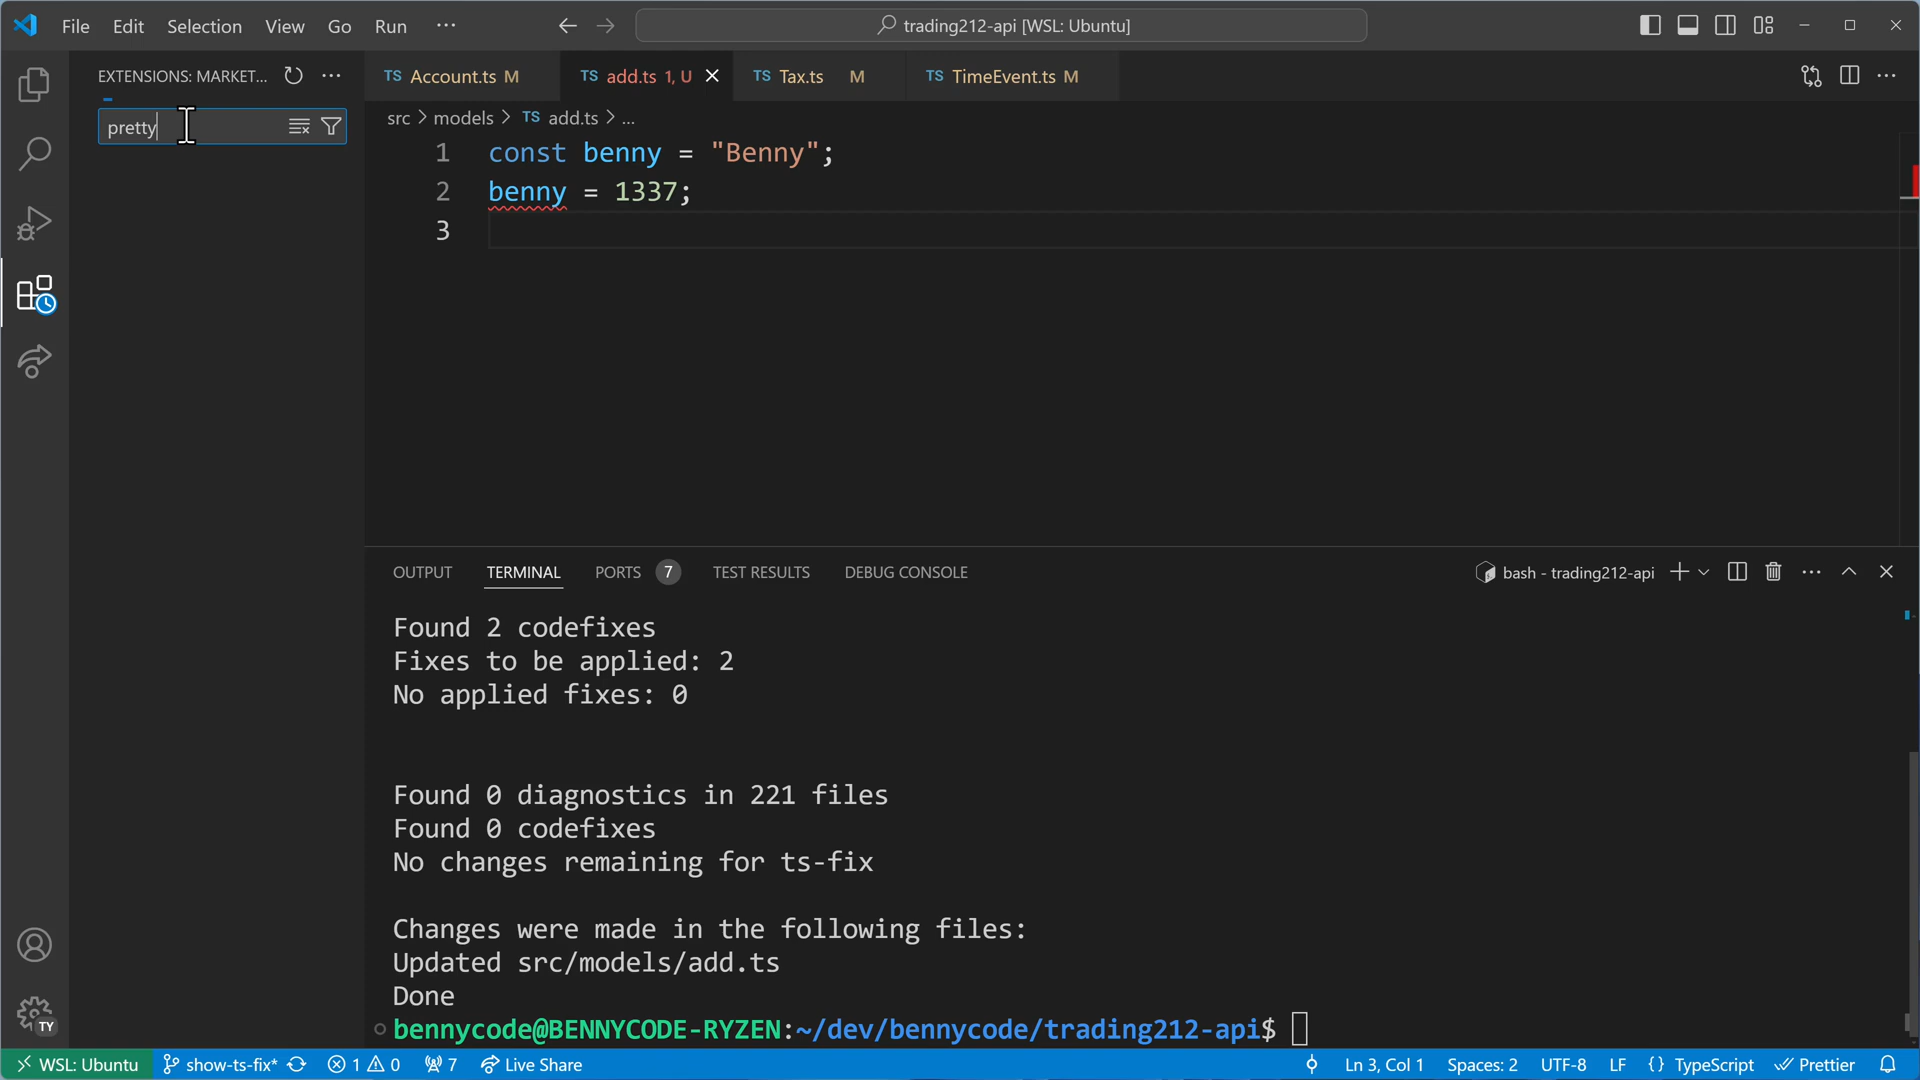 File Edit Selection View Go Run ...
trading212-api [WSL: Ubuntu]
EXTENSIONS: MARKET...
TS Account.ts M
TS add.ts 1, U
TS Tax.ts M
TS TimeEvent.ts M
pretty
src > models > TS add.ts > ...
1 const benny = "Benny";
2 benny = 1337;
3
OUTPUT TERMINAL PORTS 7 TEST RESULTS DEBUG CONSOLE
bash - trading212-api
Found 2 codefixes
Fixes to be applied: 2
No applied fixes: 0
Found 0 diagnostics in 221 files
Found 0 codefixes
No changes remaining for ts-fix
Changes were made in the following files:
Updated src/models/add.ts
Done
bennycode@BENNYCODE-RYZEN:~/dev/bennycode/trading212-api$
TY
WSL: Ubuntu show-ts-fix* 1 0 7 Live Share Ln 3, Col 1 Spaces: 2 UTF-8 LF {} TypeScript Prettier